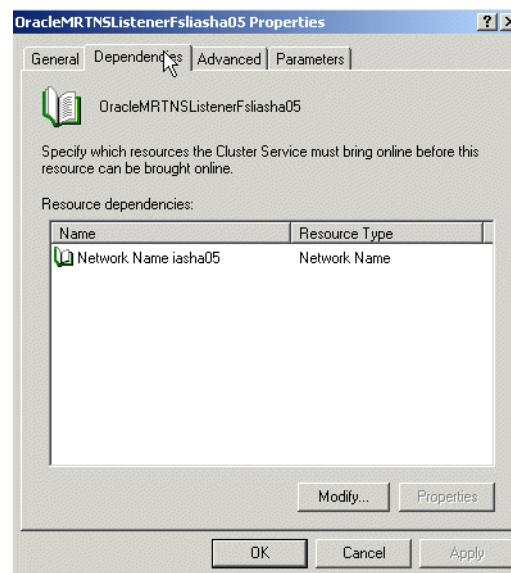 OracleMRTNSListenerFsliasha05 Properties
General Dependencies Advanced Parameters
OracleMRTNSListenerFsliasha05
Specify which resources the Cluster Service must bring online before this
resource can be brought online.
Resource dependencies:
Name Resource Type
Network Name iasha05 Network Name
Modify... Properties
OK Cancel Apply